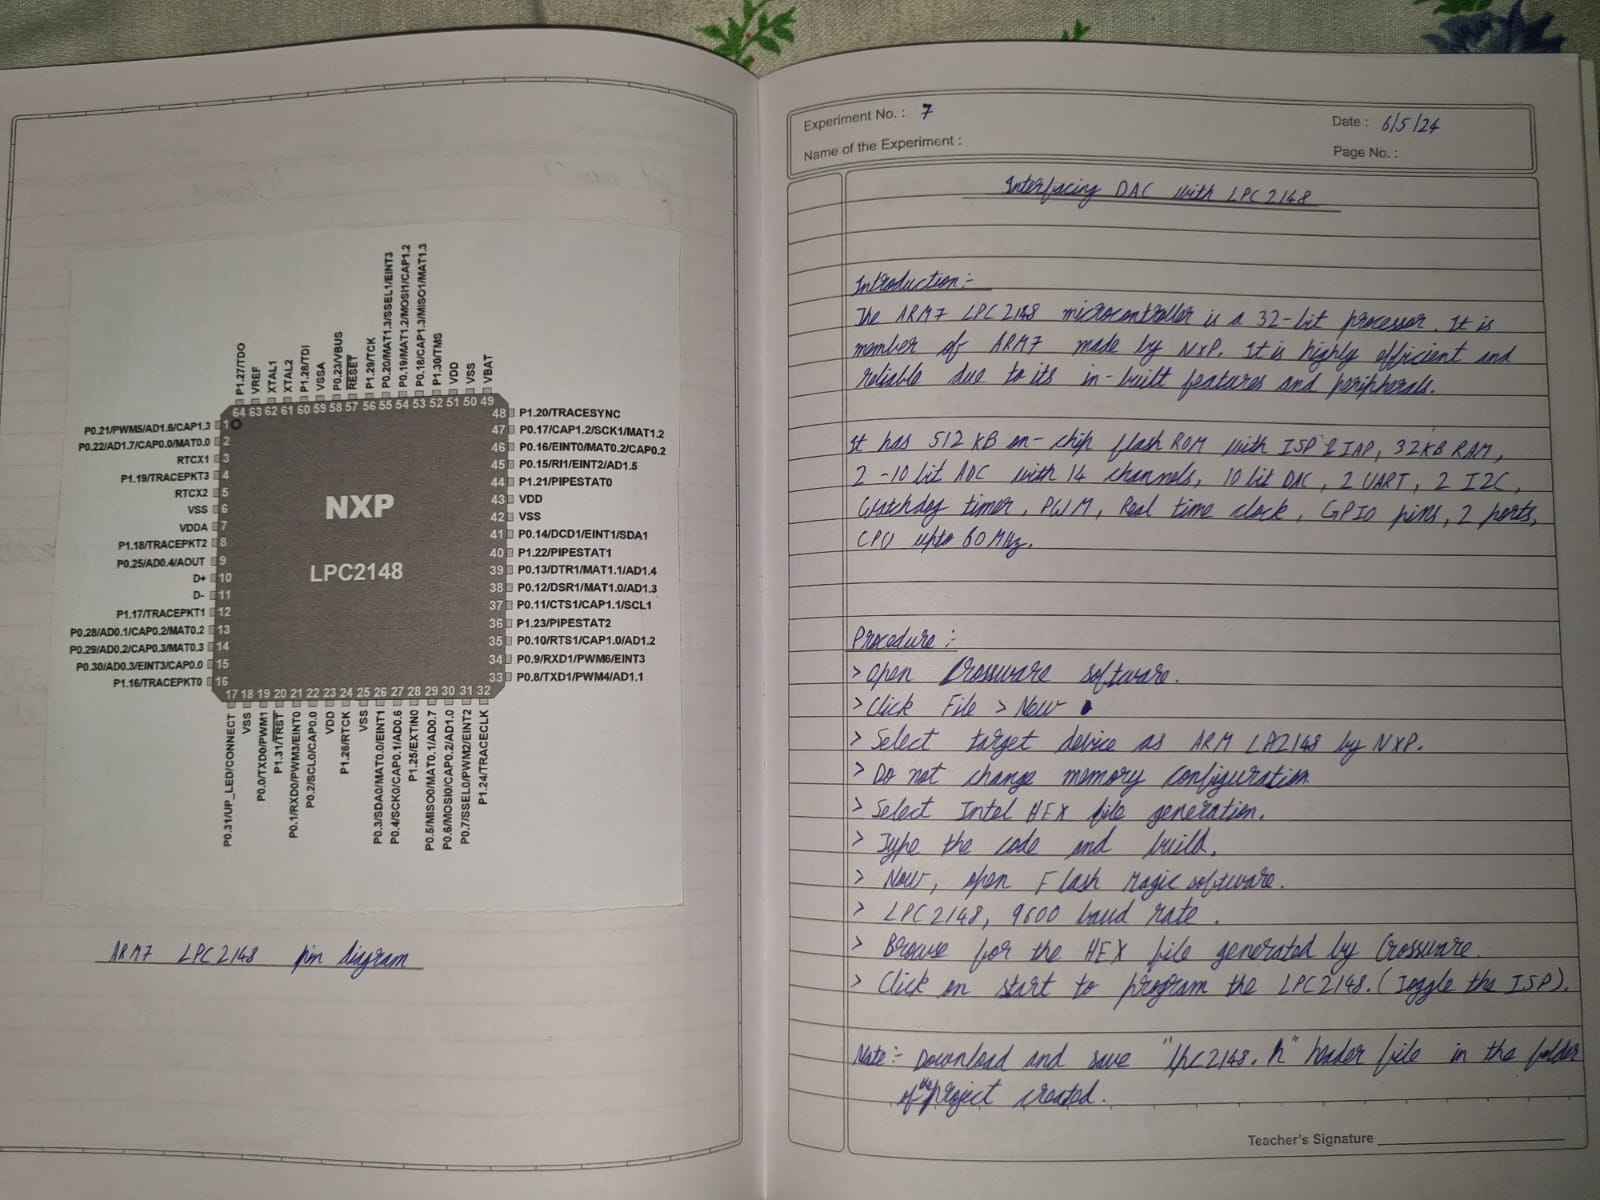 P1.27/TDO
VREF
XTAL1
XTAL2
P1.28/TDI
VSSA
P0.23/VBUS
RESET
P1.29/TCK
P0.20/MAT1.3/SSEL1/EINT3
P0.19/MAT1.2/MOSI1/CAP1.2
P0.18/CAP1.3/MISO1/MAT1.3
P1.30/TMS
VDD
VSS
VBAT
64 63 62 61 60 59 58 57 56 55 54 53 52 51 50 49
P0.21/PWM5/AD1.6/CAP1.3 1
P0.22/AD1.7/CAP0.0/MAT0.0 2
RTCX1 3
P1.19/TRACEPKT3 4
RTCX2 5
VSS 6
VDDA 7
P1.18/TRACEPKT2 8
P0.25/AD0.4/AOUT 9
D+ 10
D- 11
P1.17/TRACEPKT1 12
P0.28/AD0.1/CAP0.2/MAT0.2 13
P0.29/AD0.2/CAP0.3/MAT0.3 14
P0.30/AD0.3/EINT3/CAP0.0 15
P1.16/TRACEPKT0 16
NXP
LPC2148
48 P1.20/TRACESYNC
47 P0.17/CAP1.2/SCK1/MAT1.2
46 P0.16/EINT0/MAT0.2/CAP0.2
45 P0.15/RI1/EINT2/AD1.5
44 P1.21/PIPESTAT0
43 VDD
42 VSS
41 P0.14/DCD1/EINT1/SDA1
40 P1.22/PIPESTAT1
39 P0.13/DTR1/MAT1.1/AD1.4
38 P0.12/DSR1/MAT1.0/AD1.3
37 P0.11/CTS1/CAP1.1/SCL1
36 P1.23/PIPESTAT2
35 P0.10/RTS1/CAP1.0/AD1.2
34 P0.9/RXD1/PWM6/EINT3
33 P0.8/TXD1/PWM4/AD1.1
17 18 19 20 21 22 23 24 25 26 27 28 29 30 31 32
P0.31/UP_LED/CONNECT
VSS
P0.0/TXD0/PWM1
P1.31/TRST
P0.1/RXD0/PWM3/EINT0
P0.2/SCL0/CAP0.0
VDD
P1.26/RTCK
VSS
P0.3/SDA0/MAT0.0/EINT1
P0.4/SCK0/CAP0.1/AD0.6
P1.25/EXTIN0
P0.5/MISO0/MAT0.1/AD0.7
P0.6/MOSI0/CAP0.2/AD1.0
P0.7/SSEL0/PWM2/EINT2
P1.24/TRACECLK
ARM7 LPC2148 pin diagram
Experiment No. : 7
Date : 6/5/24
Name of the Experiment :
Page No. :
Interfacing DAC with LPC2148
Introduction:-
The ARM7 LPC2148 microcontroller is a 32-bit processor. It is
member of ARM7 made by NXP. It is highly efficient and
reliable due to its in-built features and peripherals.
It has 512 KB on-chip flash ROM with ISP & IAP, 32KB RAM,
2 -10 bit ADC with 14 channels, 10 bit DAC, 2 UART, 2 I2C,
Watchdog timer, PWM, Real time clock, GPIO pins, 2 ports,
CPU upto 60MHz.
Procedure :-
> Open Crossware software.
> Click File > New
> Select target device as ARM LP2148 by NXP.
> Do not change memory configuration
> Select Intel HEX file generation.
> Type the code and build.
> Now, open Flash Magic software.
> LPC2148, 9600 baud rate.
> Browse for the HEX file generated by Crossware.
> Click on start to program the LPC2148. (Toggle the ISP).
Note:- Download and save "lpc2148.h" header file in the folder
of the project created.
Teacher's Signature